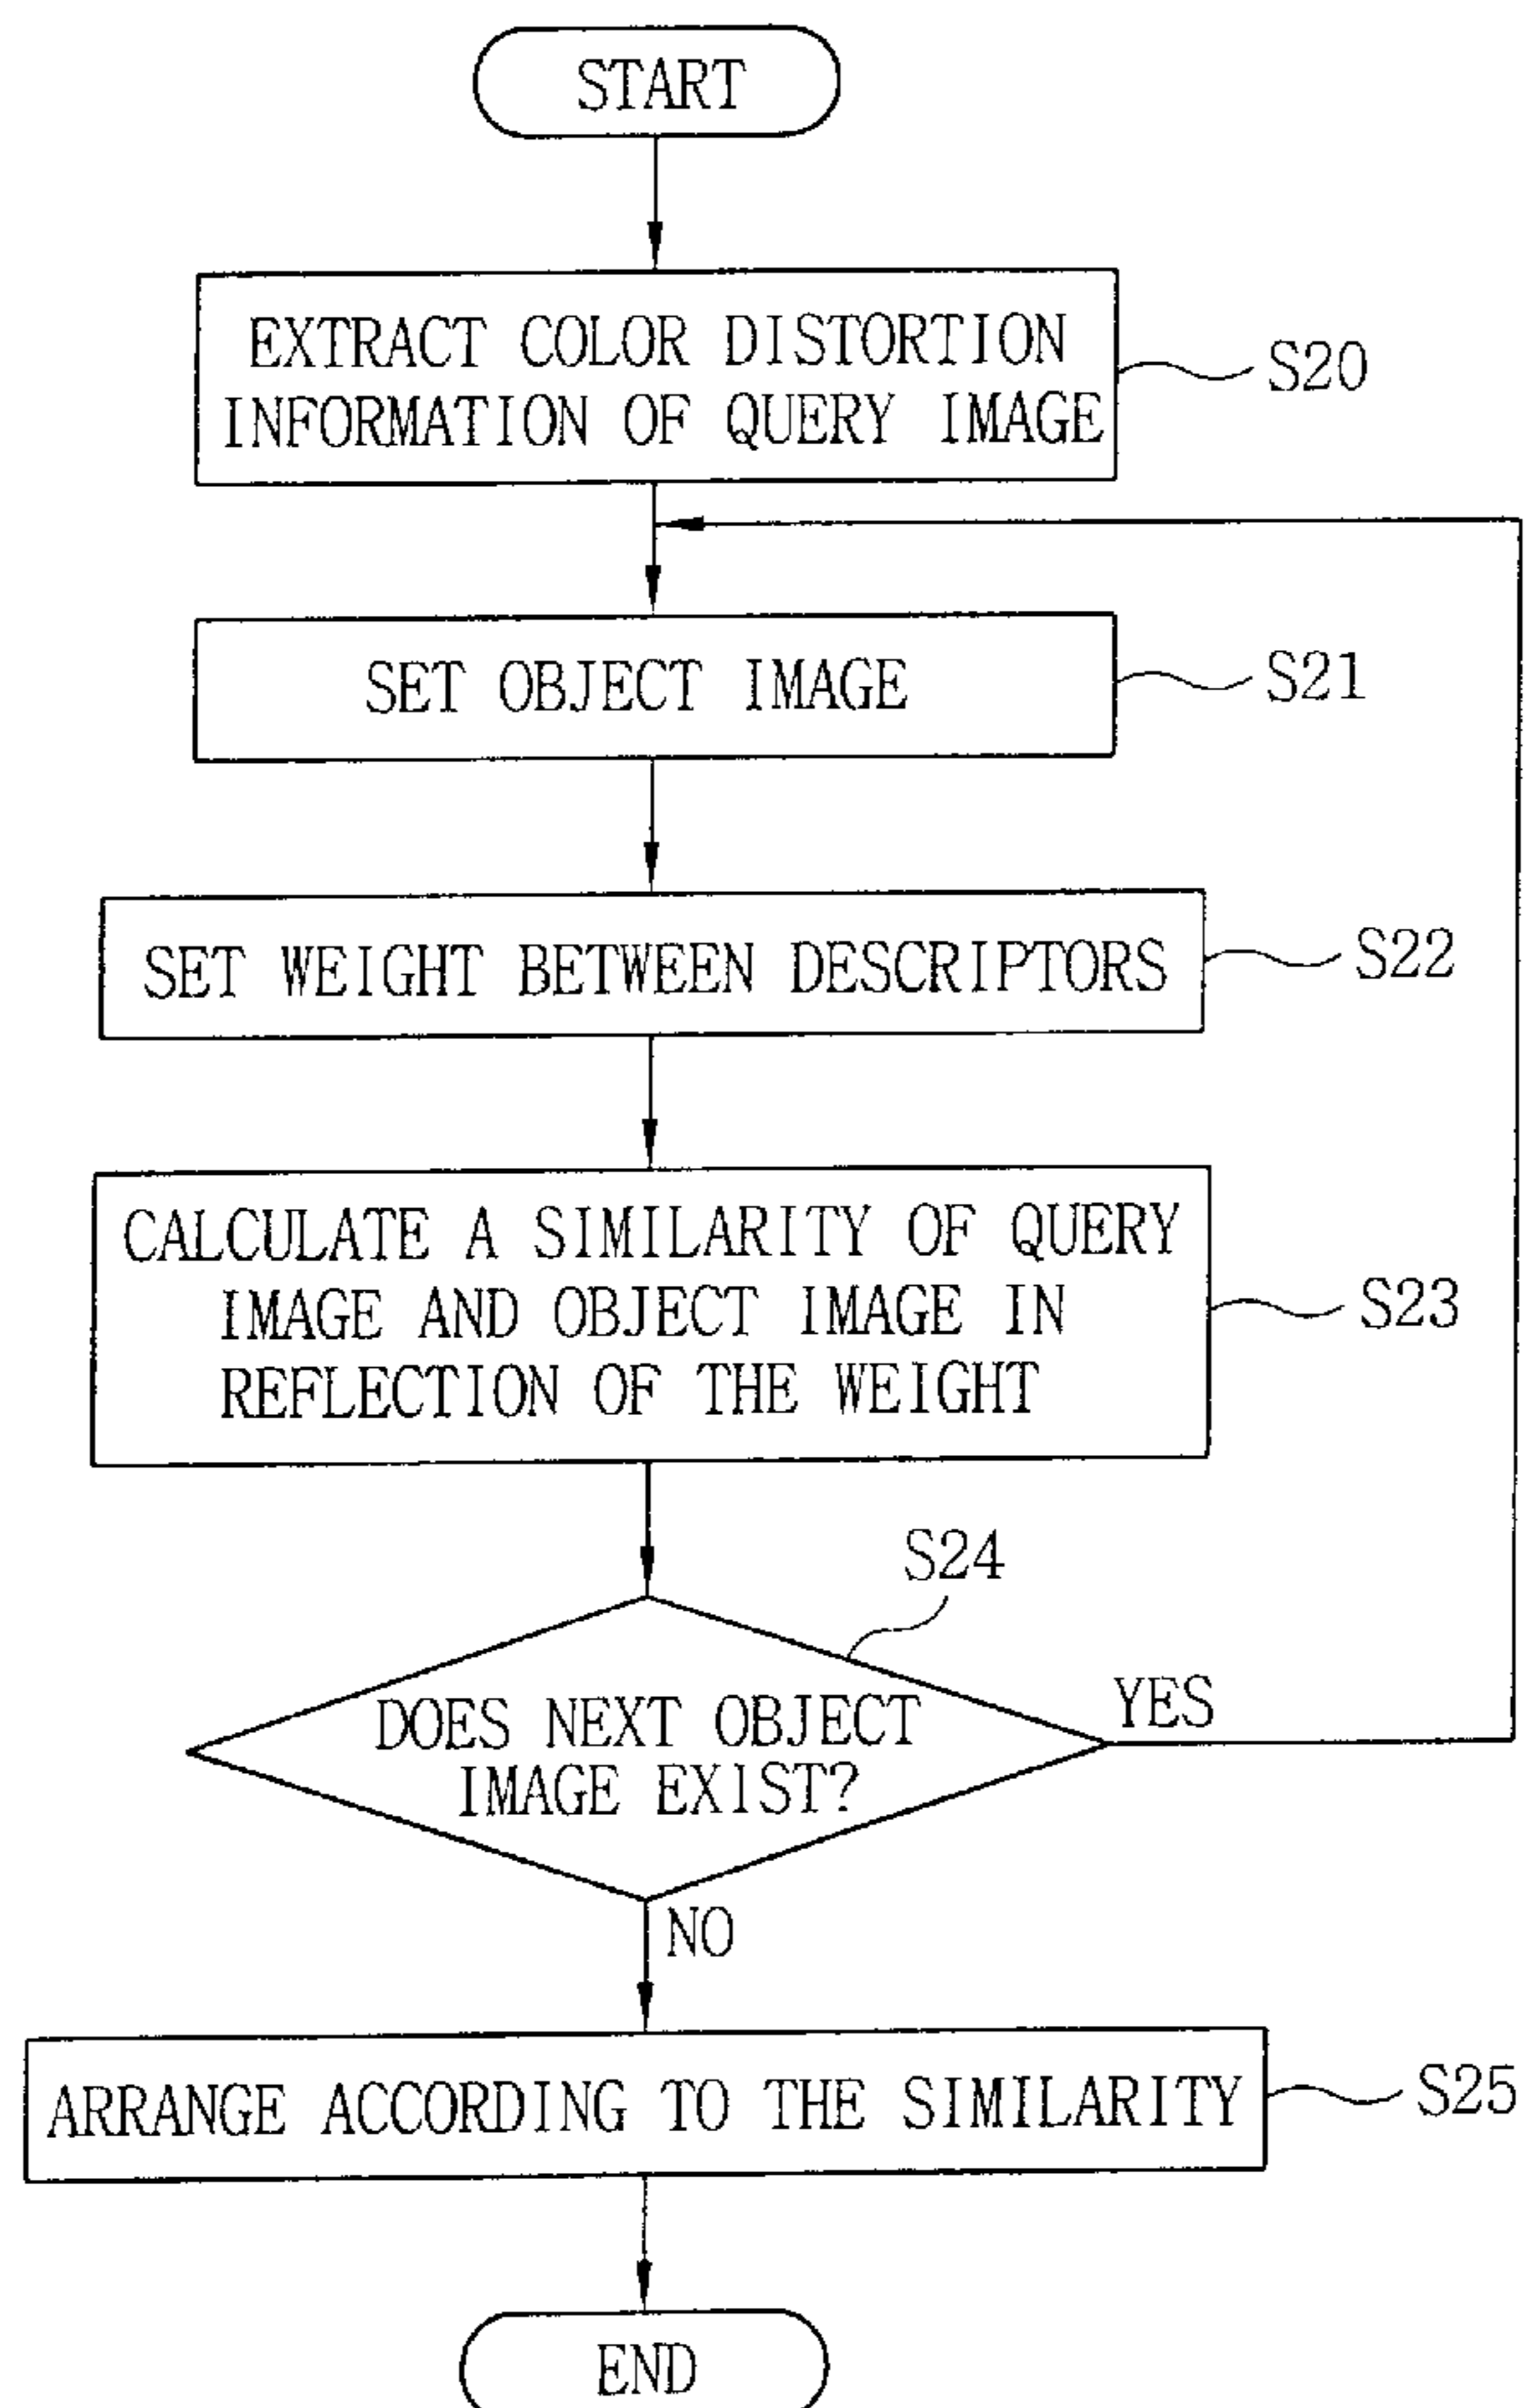 START
EXTRACT COLOR DISTORTION
INFORMATION OF QUERY IMAGE
S20
SET OBJECT IMAGE
S21
SET WEIGHT BETWEEN DESCRIPTORS
S22
CALCULATE A SIMILARITY OF QUERY
IMAGE AND OBJECT IMAGE IN
REFLECTION OF THE WEIGHT
S23
S24
DOES NEXT OBJECT
IMAGE EXIST?
YES
NO
ARRANGE ACCORDING TO THE SIMILARITY
S25
END